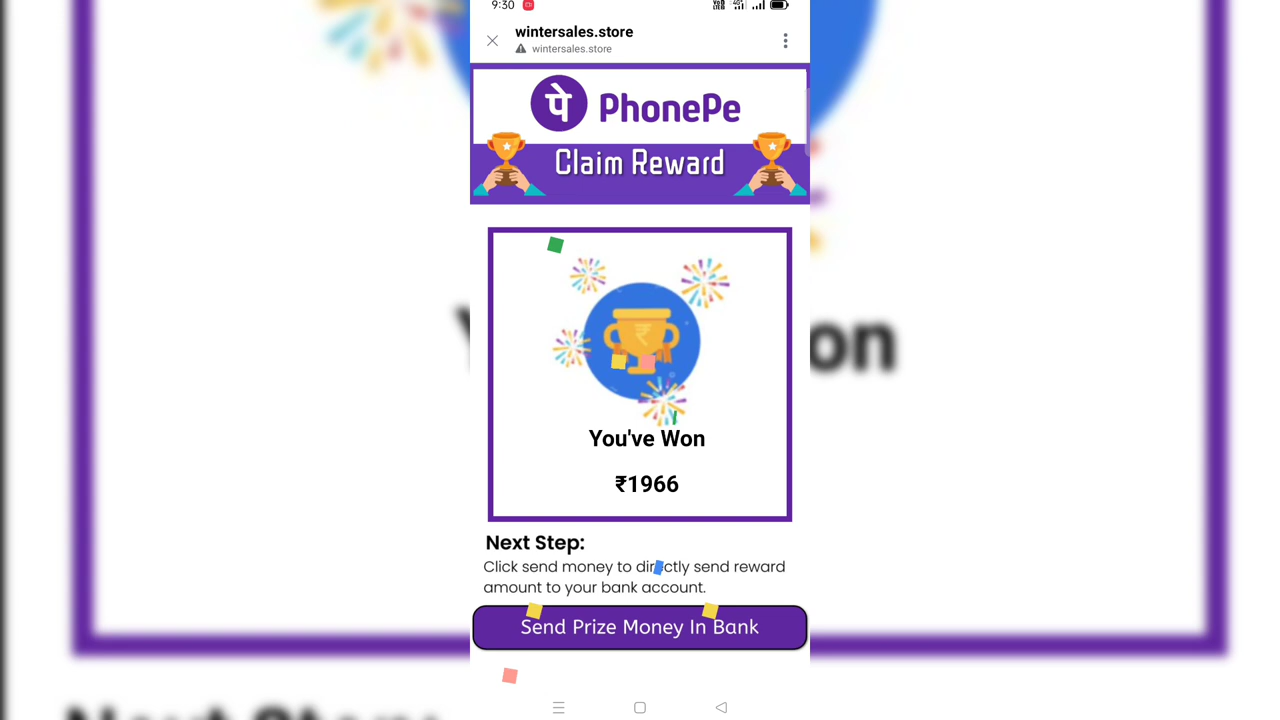 9:30
wintersales.store
wintersales.store
पे PhonePe
Claim Reward
You've Won
₹1966
Next Step:
Click send money to directly send reward
amount to your bank account.
Send Prize Money In Bank